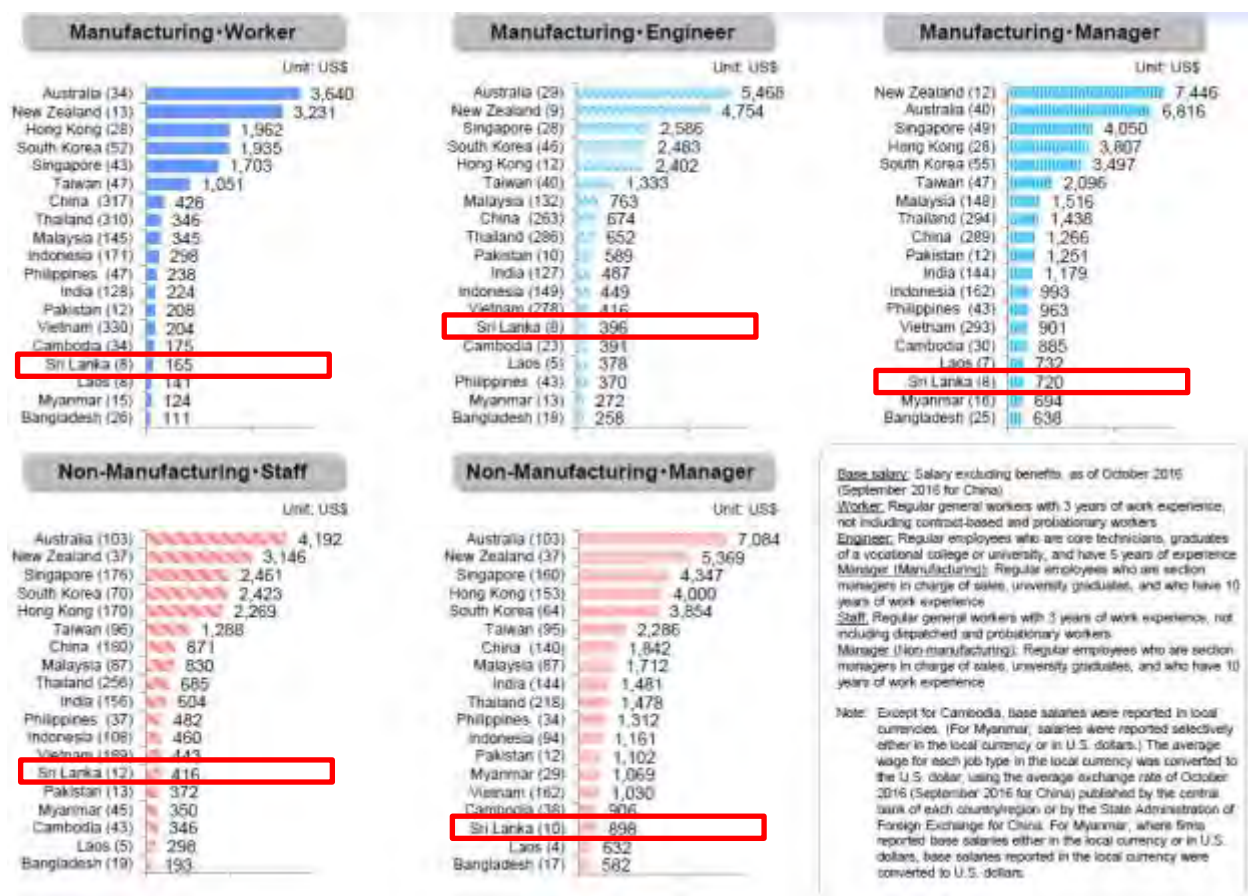 Manufacturing・Worker
Unit: US$
Australia (34) 3,640
New Zealand (13) 3,231
Hong Kong (28) 1,962
South Korea (52) 1,935
Singapore (43) 1,703
Taiwan (47) 1,051
China (317) 426
Thailand (310) 346
Malaysia (145) 345
Indonesia (171) 298
Philippines (47) 238
India (128) 224
Pakistan (12) 208
Vietnam (330) 204
Cambodia (34) 175
Sri Lanka (8) 165
Laos (8) 141
Myanmar (15) 124
Bangladesh (26) 111
Manufacturing・Engineer
Unit: US$
Australia (29) 5,468
New Zealand (9) 4,754
Singapore (28) 2,586
South Korea (46) 2,483
Hong Kong (12) 2,402
Taiwan (40) 1,333
Malaysia (132) 763
China (263) 674
Thailand (286) 652
Pakistan (10) 589
India (127) 487
Indonesia (149) 449
Vietnam (278) 416
Sri Lanka (8) 396
Cambodia (23) 391
Laos (5) 378
Philippines (43) 370
Myanmar (13) 272
Bangladesh (19) 258
Manufacturing・Manager
Unit: US$
New Zealand (12) 7,446
Australia (40) 6,816
Singapore (49) 4,050
Hong Kong (28) 3,807
South Korea (55) 3,497
Taiwan (47) 2,096
Malaysia (148) 1,516
Thailand (294) 1,438
China (289) 1,266
Pakistan (12) 1,251
India (144) 1,179
Indonesia (162) 993
Philippines (43) 963
Vietnam (293) 901
Cambodia (30) 885
Laos (7) 732
Sri Lanka (8) 720
Myanmar (16) 694
Bangladesh (25) 638
Non-Manufacturing・Staff
Unit: US$
Australia (103) 4,192
New Zealand (37) 3,146
Singapore (176) 2,461
South Korea (70) 2,423
Hong Kong (170) 2,269
Taiwan (96) 1,288
China (160) 871
Malaysia (87) 830
Thailand (256) 685
India (156) 504
Philippines (37) 482
Indonesia (108) 460
Vietnam (189) 443
Sri Lanka (12) 416
Pakistan (13) 372
Myanmar (45) 350
Cambodia (43) 346
Laos (5) 298
Bangladesh (19) 193
Non-Manufacturing・Manager
Unit: US$
Australia (103) 7,084
New Zealand (37) 5,369
Singapore (160) 4,347
Hong Kong (153) 4,000
South Korea (64) 3,854
Taiwan (95) 2,286
China (140) 1,842
Malaysia (87) 1,712
India (144) 1,481
Thailand (218) 1,478
Philippines (34) 1,312
Indonesia (94) 1,161
Pakistan (12) 1,102
Myanmar (29) 1,069
Vietnam (162) 1,030
Cambodia (38) 906
Sri Lanka (10) 898
Laos (4) 632
Bangladesh (17) 582
Base salary: Salary excluding benefits, as of October 2016
(September 2016 for China)
Worker: Regular general workers with 3 years of work experience,
not including contract-based and probationary workers
Engineer: Regular employees who are core technicians, graduates
of a vocational college or university, and have 5 years of experience
Manager (Manufacturing): Regular employees who are section
managers in charge of sales, university graduates, and who have 10
years of work experience
Staff: Regular general workers with 3 years of work experience, not
including dispatched and probationary workers
Manager (Non-manufacturing): Regular employees who are section
managers in charge of sales, university graduates, and who have 10
years of work experience
Note: Except for Cambodia, base salaries were reported in local
currencies. (For Myanmar, salaries were reported selectively
either in the local currency or in U.S. dollars.) The average
wage for each job type in the local currency was converted to
the U.S. dollar, using the average exchange rate of October
2016 (September 2016 for China) published by the central
bank of each country/region or by the State Administration of
Foreign Exchange for China. For Myanmar, where firms
reported base salaries either in the local currency or in U.S.
dollars, base salaries reported in the local currency were
converted to U.S. dollars.